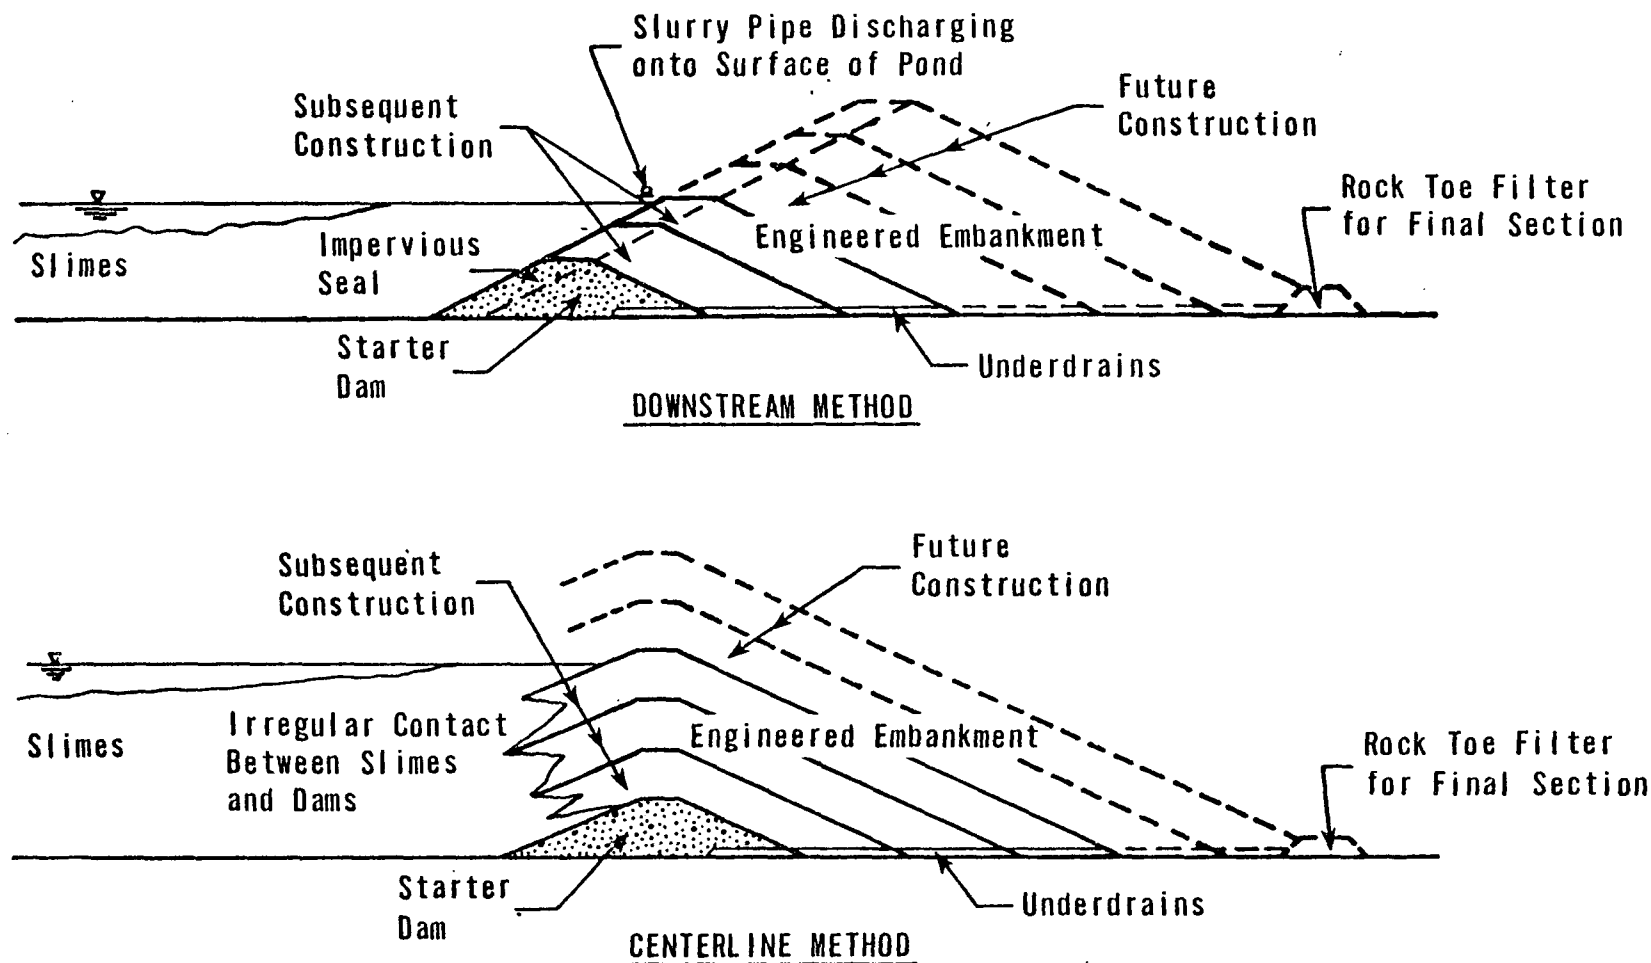 Slurry Pipe Discharging
onto Surface of Pond
Subsequent
Construction
Future
Construction
Rock Toe Filter
for Final Section
Impervious
Seal
Engineered Embankment
Slimes
Starter
Dam
Underdrains
DOWNSTREAM METHOD
Subsequent
Construction
Future
Construction
Irregular Contact
Between Slimes
and Dams
Slimes
Engineered Embankment
Rock Toe Filter
for Final Section
Starter
Dam
Underdrains
CENTERLINE METHOD